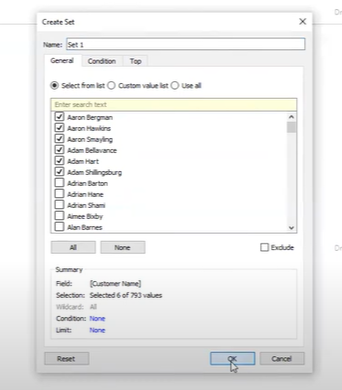 Create Set
Name: Set 1
General Condition Top
Select from list Custom value list Use all
Enter search text
Aaron Bergman
Aaron Hawkins
Aaron Smayling
Adam Bellavance
Adam Hart
Adam Shillingsburg
Adrian Barton
Adrian Hane
Adrian Shami
Aimee Bixby
Alan Barnes
All None Exclude
Summary
Field: [Customer Name]
Selection: Selected 6 of 793 values
Wildcard: All
Condition: None
Limit: None
Reset OK Cancel